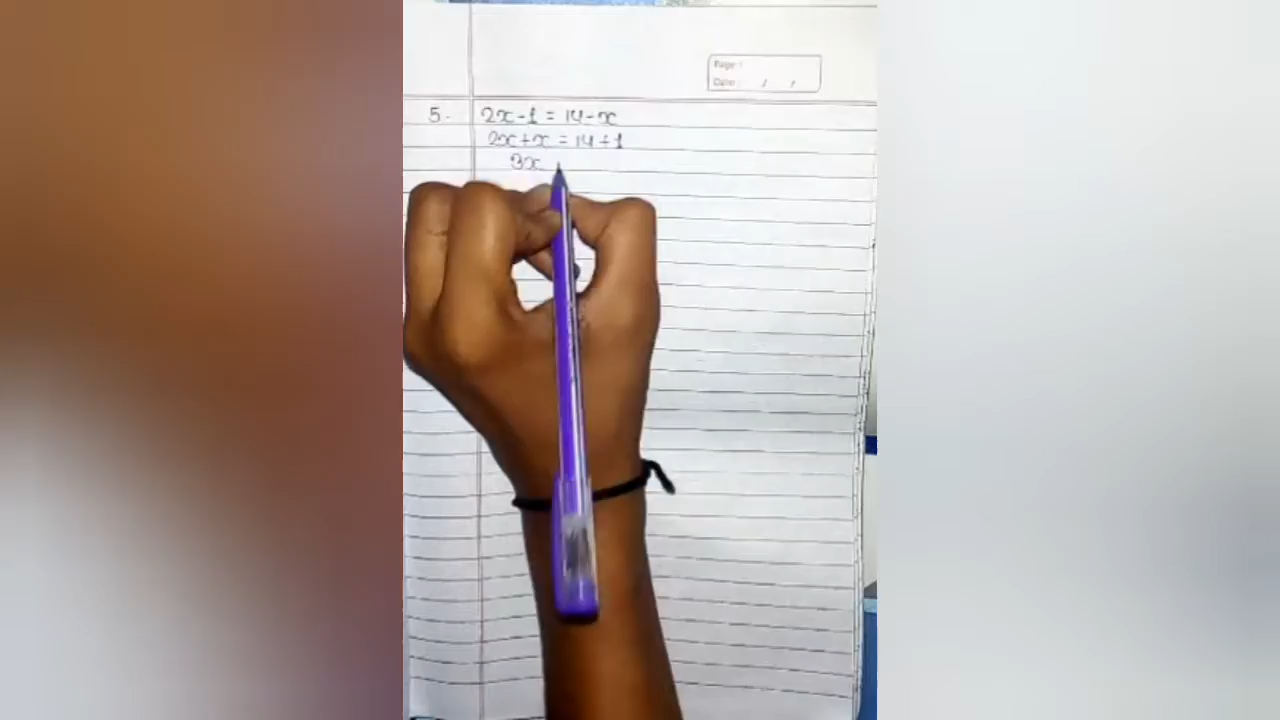 Page :
Date: / /
5. 2x-1 = 14-x
2x+x = 14+1
3x